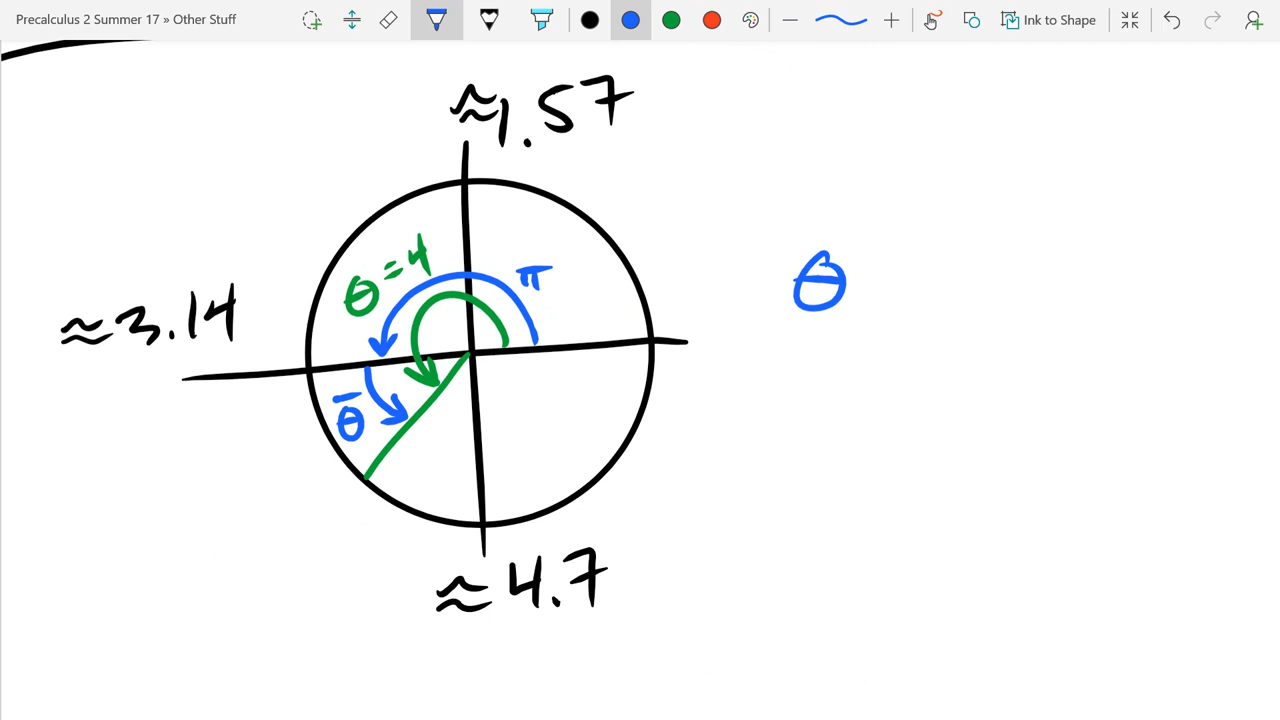 Precalculus 2 Summer 17 » Other Stuff
Ink to Shape
≈1.57
θ=4
π
θ
≈3.14
θ̄
≈4.7